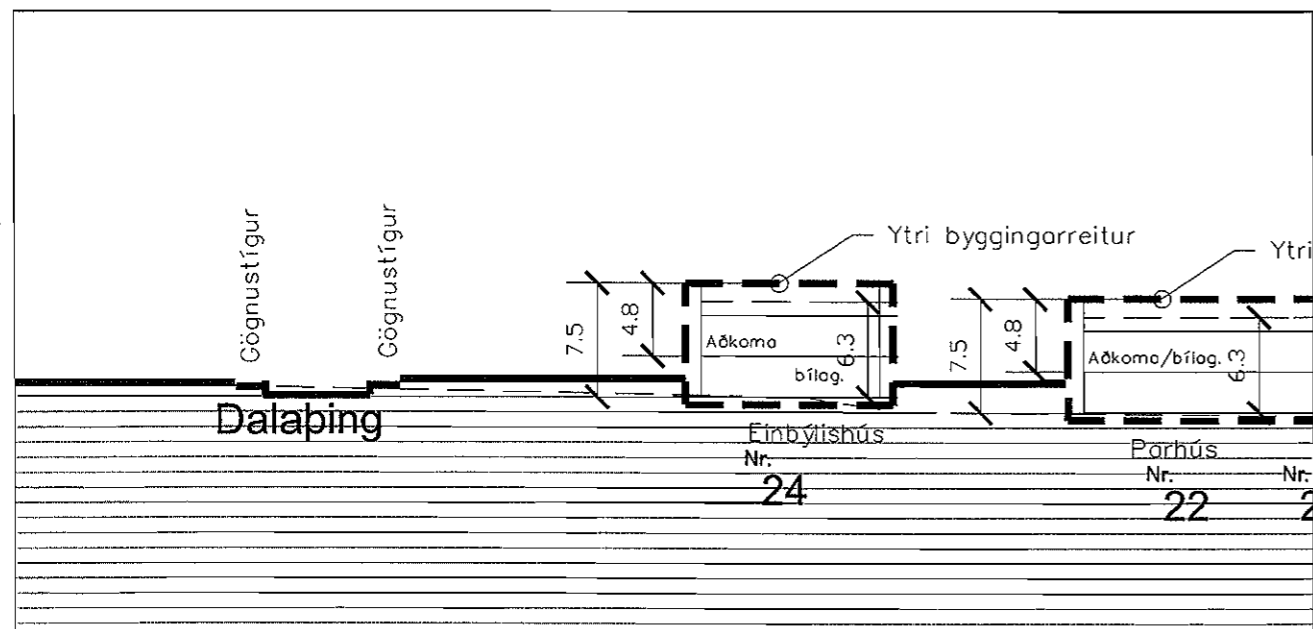 Gögnustígur
Gögnustígur
Dalaþing
Ytri byggingarreitur
7.5
4.8
6.3
Aðkoma
bílag.
Einbýlishús
Nr.
24
Ytri
7.5
4.8
6.3
Aðkoma/bílag.
Parhús
Nr.
22
Nr.